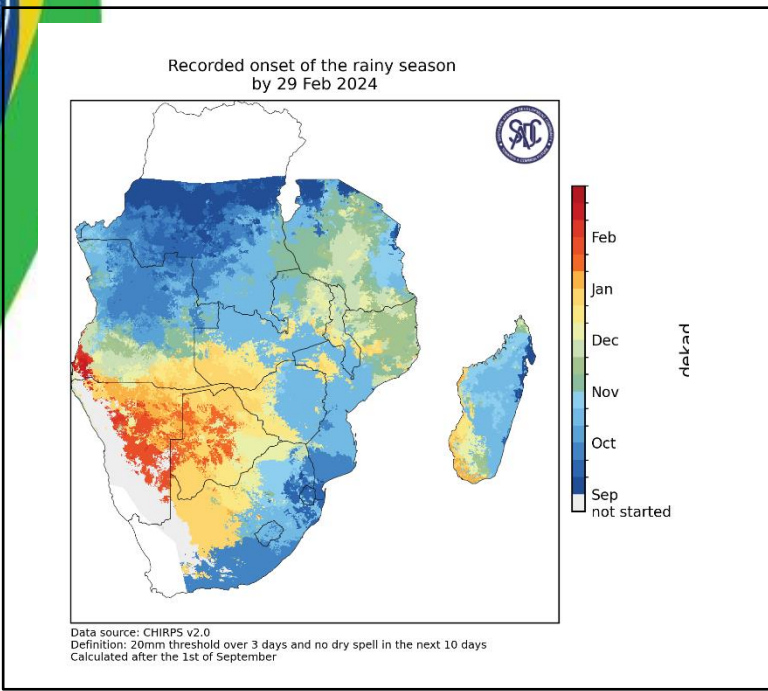 Recorded onset of the rainy season
by 29 Feb 2024
SADC
Feb
Jan
Dec
Nov
Oct
Sep
not started
dekad
Data source: CHIRPS v2.0
Definition: 20mm threshold over 3 days and no dry spell in the next 10 days
Calculated after the 1st of September